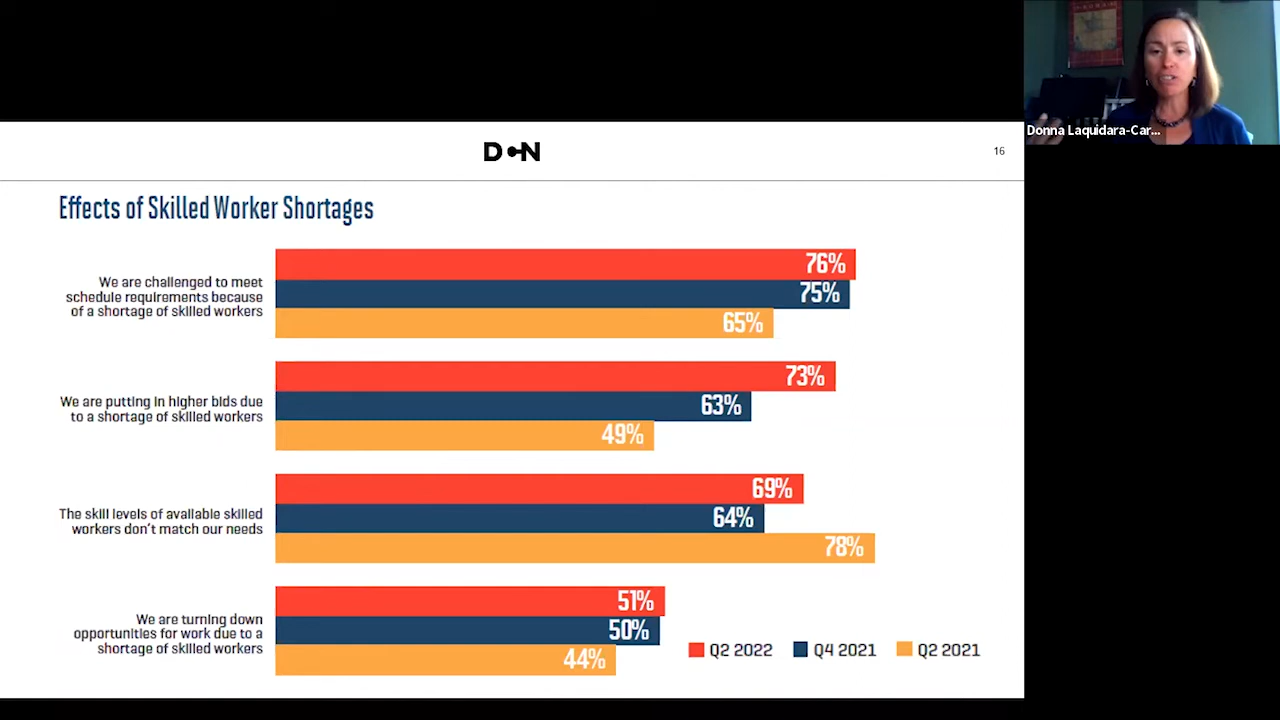 Donna Laquidara-Car...
D N
16
Effects of Skilled Worker Shortages
We are challenged to meet
schedule requirements because
of a shortage of skilled workers
76%
75%
65%
We are putting in higher bids due
to a shortage of skilled workers
73%
63%
49%
The skill levels of available skilled
workers don't match our needs
69%
64%
78%
We are turning down
opportunities for work due to a
shortage of skilled workers
51%
50%
44%
Q2 2022 Q4 2021 Q2 2021